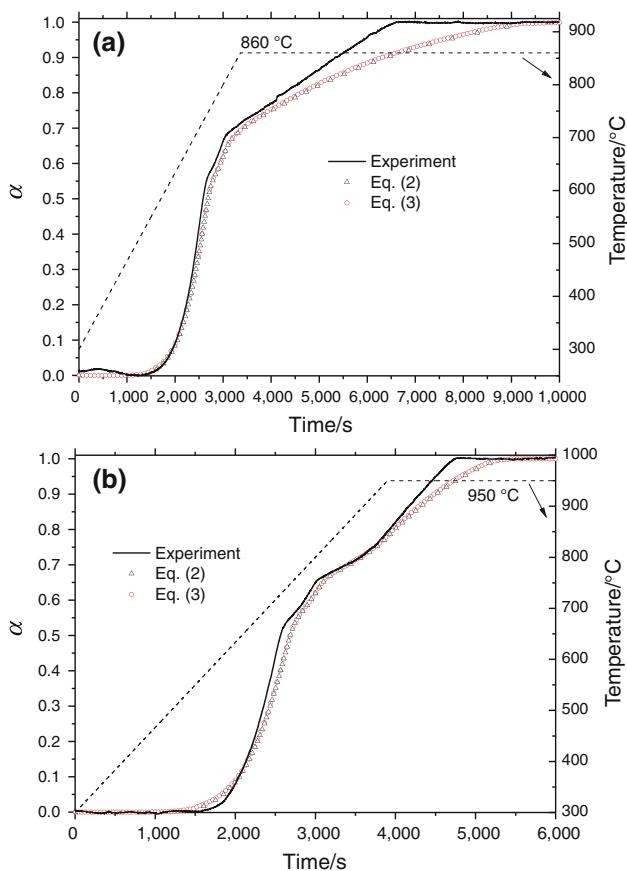 (a)
860 °C
1.0
0.9
0.8
0.7
0.6
0.5
0.4
0.3
0.2
0.1
0.0
α
Experiment
Eq. (2)
Eq. (3)
900
800
700
600
500
400
300
Temperature/°C
0 1,000 2,000 3,000 4,000 5,000 6,000 7,000 8,000 9,000 1,0000
Time/s
(b)
950 °C
1.0
0.9
0.8
0.7
0.6
0.5
0.4
0.3
0.2
0.1
0.0
α
Experiment
Eq. (2)
Eq. (3)
1000
900
800
700
600
500
400
300
Temperature/°C
0 1,000 2,000 3,000 4,000 5,000 6,000
Time/s